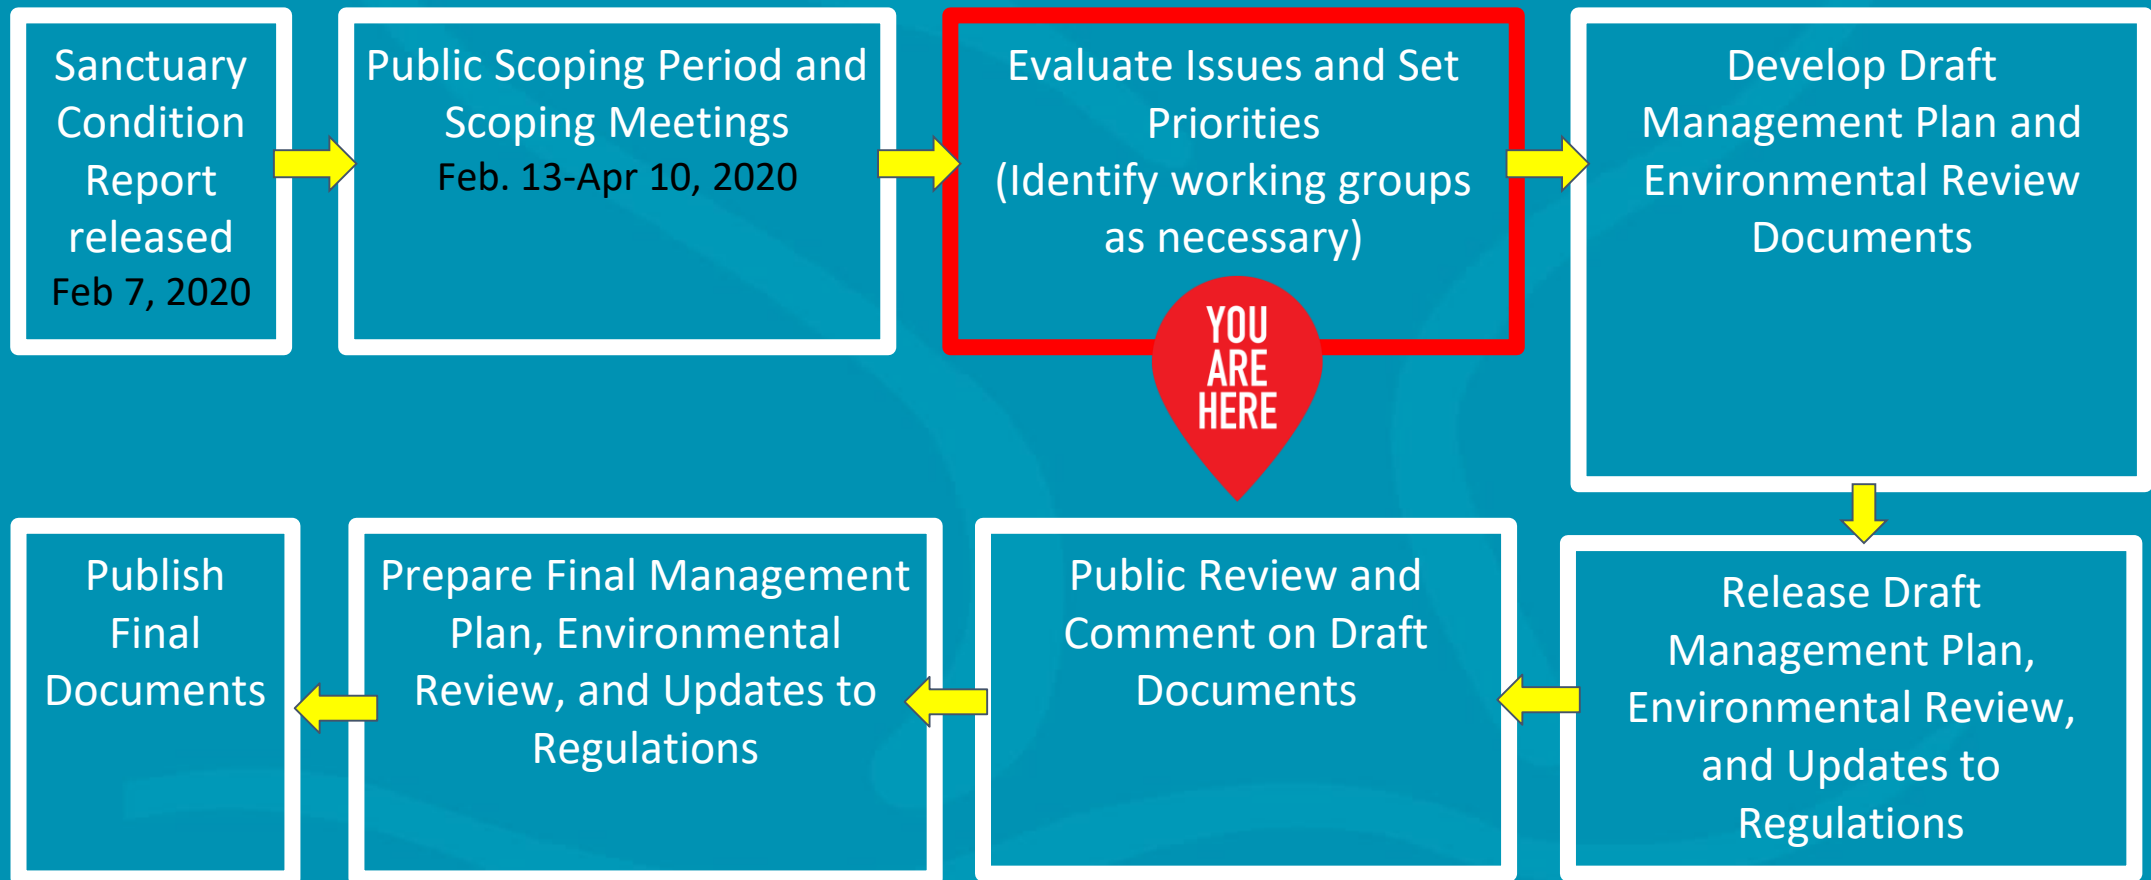 Sanctuary
Condition
Report
released
Feb 7, 2020
Public Scoping Period and
Scoping Meetings
Feb. 13-Apr 10, 2020
Evaluate Issues and Set
Priorities
(Identify working groups
as necessary)
YOU
ARE
HERE
Develop Draft
Management Plan and
Environmental Review
Documents
Release Draft
Management Plan,
Environmental Review,
and Updates to
Regulations
Public Review and
Comment on Draft
Documents
Prepare Final Management
Plan, Environmental
Review, and Updates to
Regulations
Publish
Final
Documents